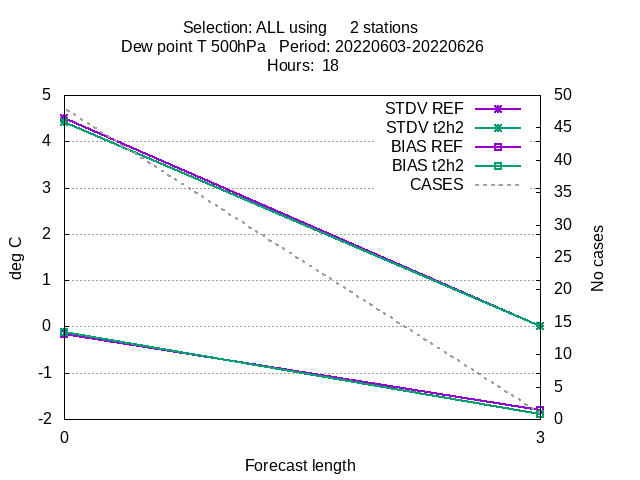 Selection: ALL using 2 stations
Dew point T 500hPa Period: 20220603-20220626
Hours: 18
STDV REF
STDV t2h2
BIAS REF
BIAS t2h2
CASES
5
4
3
2
1
0
-1
-2
deg C
50
45
40
35
30
25
20
15
10
5
0
No cases
0 3
Forecast length